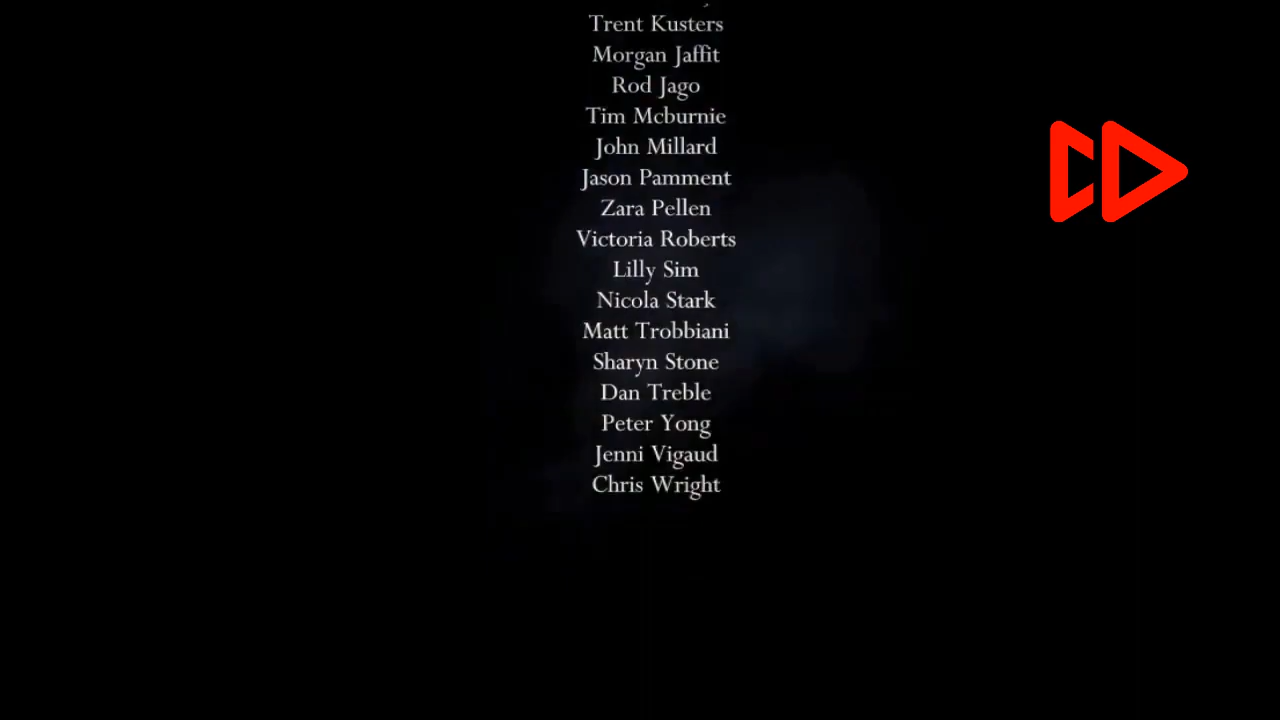 Trent Kusters
Morgan Jaffit
Rod Jago
Tim Mcburnie
John Millard
Jason Pamment
Zara Pellen
Victoria Roberts
Lilly Sim
Nicola Stark
Matt Trobbiani
Sharyn Stone
Dan Treble
Peter Yong
Jenni Vigaud
Chris Wright